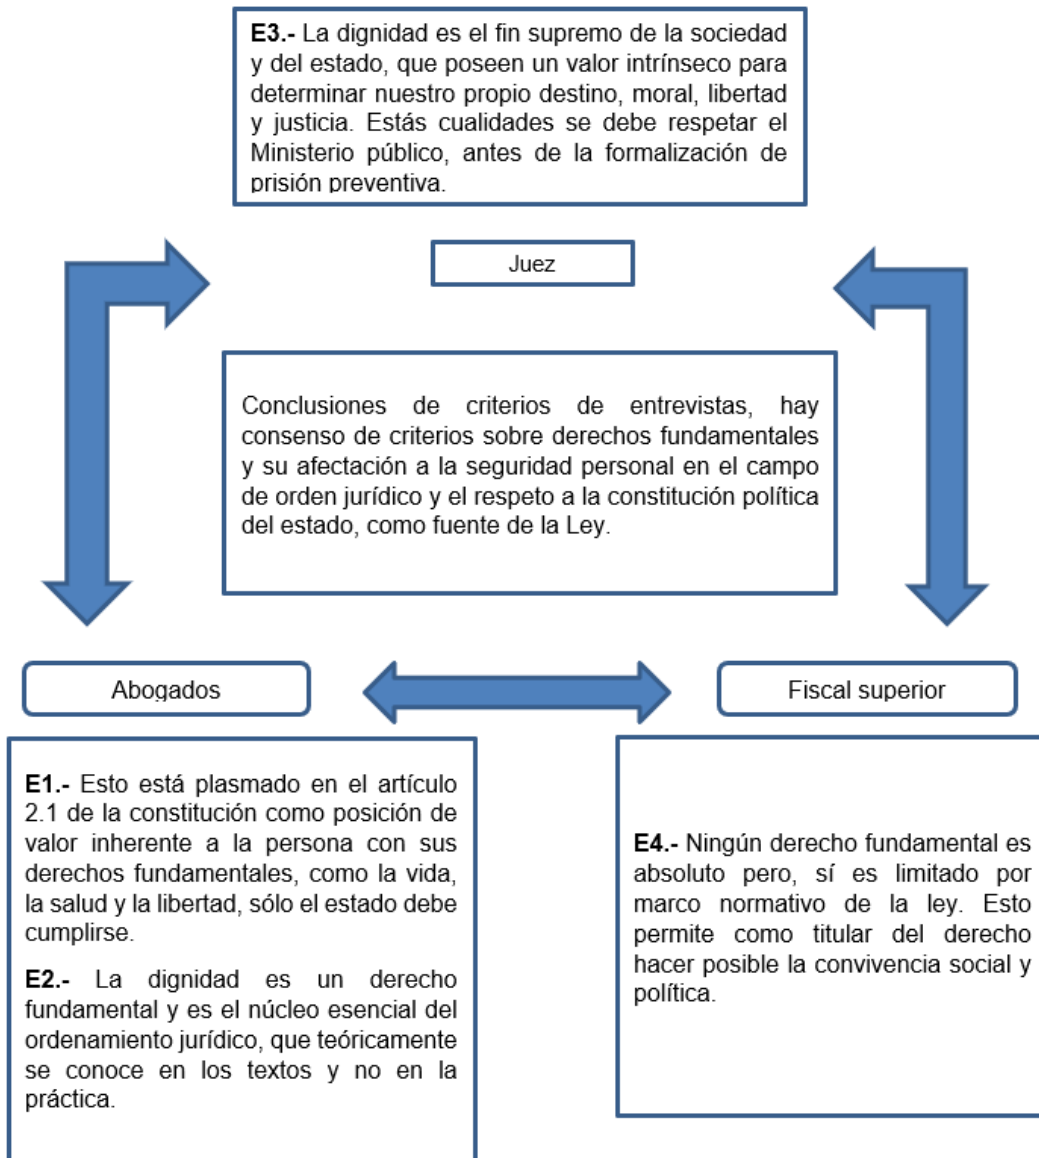 E3.- La dignidad es el fin supremo de la sociedad
y del estado, que poseen un valor intrínseco para
determinar nuestro propio destino, moral, libertad
y justicia. Estás cualidades se debe respetar el
Ministerio público, antes de la formalización de
prisión preventiva.
Juez
Conclusiones de criterios de entrevistas, hay
consenso de criterios sobre derechos fundamentales
y su afectación a la seguridad personal en el campo
de orden jurídico y el respeto a la constitución política
del estado, como fuente de la Ley.
Abogados
Fiscal superior
E1.- Esto está plasmado en el artículo
2.1 de la constitución como posición de
valor inherente a la persona con sus
derechos fundamentales, como la vida,
la salud y la libertad, sólo el estado debe
cumplirse.
E2.- La dignidad es un derecho
fundamental y es el núcleo esencial del
ordenamiento jurídico, que teóricamente
se conoce en los textos y no en la
práctica.
E4.- Ningún derecho fundamental es
absoluto pero, sí es limitado por
marco normativo de la ley. Esto
permite como titular del derecho
hacer posible la convivencia social y
política.